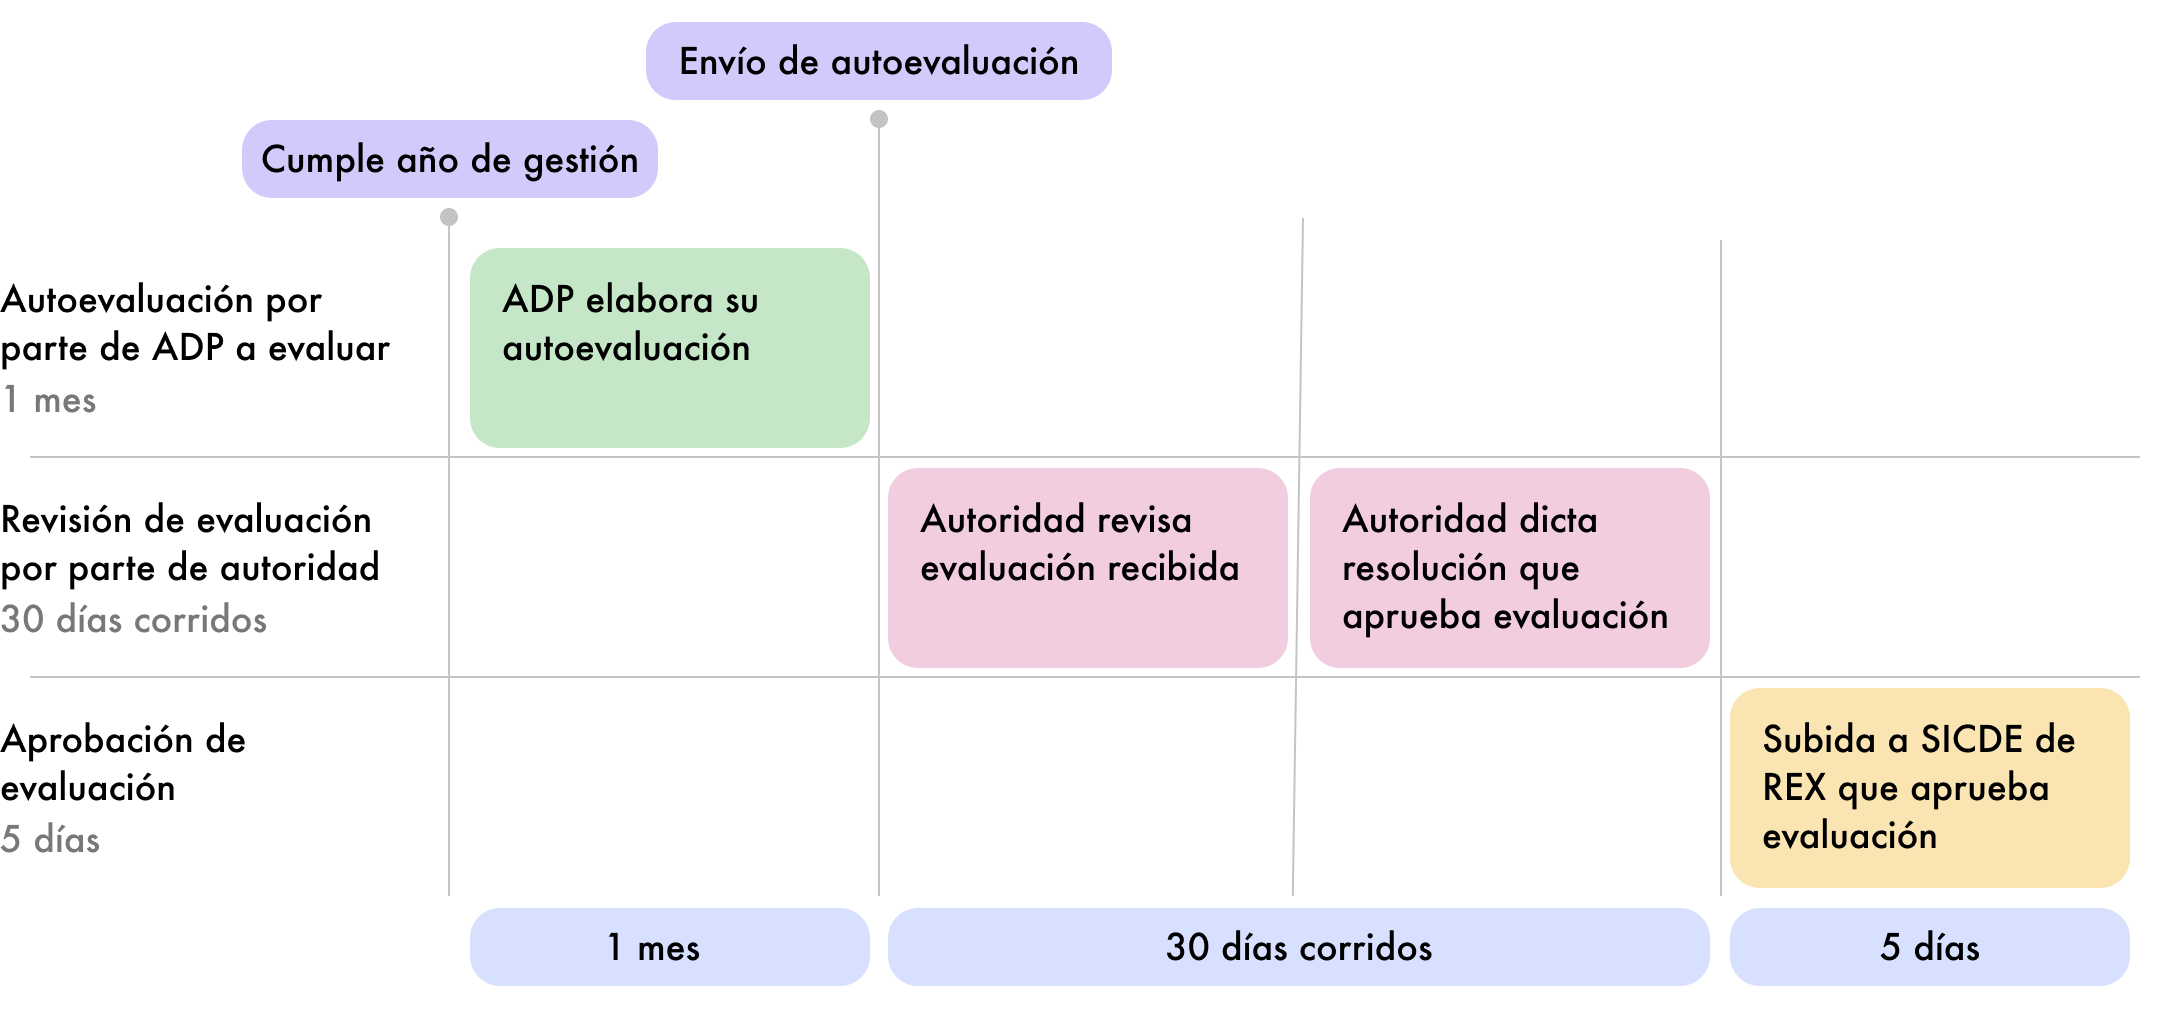 Envío de autoevaluación
Cumple año de gestión
Autoevaluación por
parte de ADP a evaluar
1 mes
ADP elabora su
autoevaluación
Revisión de evaluación
por parte de autoridad
30 días corridos
Autoridad revisa
evaluación recibida
Autoridad dicta
resolución que
aprueba evaluación
Aprobación de
evaluación
5 días
Subida a SICDE de
REX que aprueba
evaluación
1 mes
30 días corridos
5 días